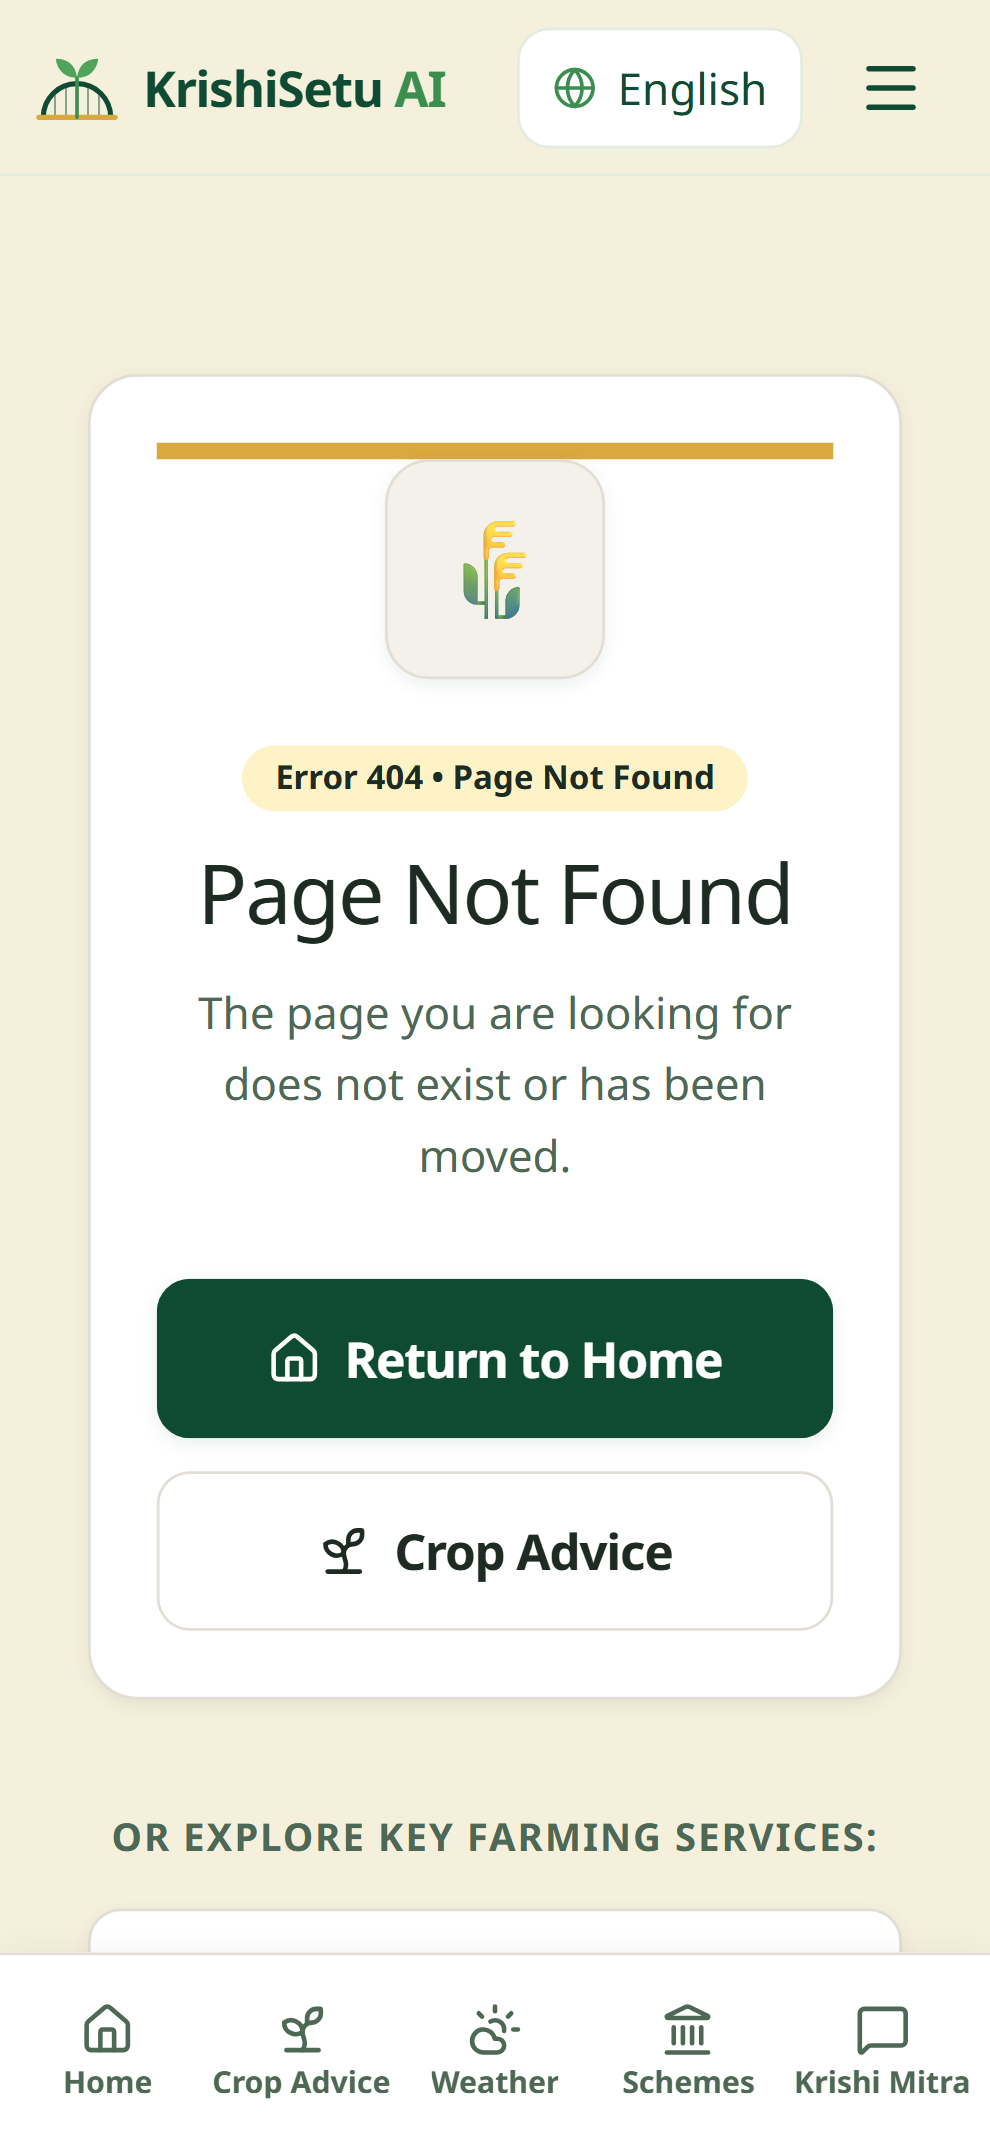 KrishiSetu AI
English
Error 404 • Page Not Found
Page Not Found
The page you are looking for
does not exist or has been
moved.
Return to Home
Crop Advice
OR EXPLORE KEY FARMING SERVICES:
Home
Crop Advice
Weather
Schemes
Krishi Mitra